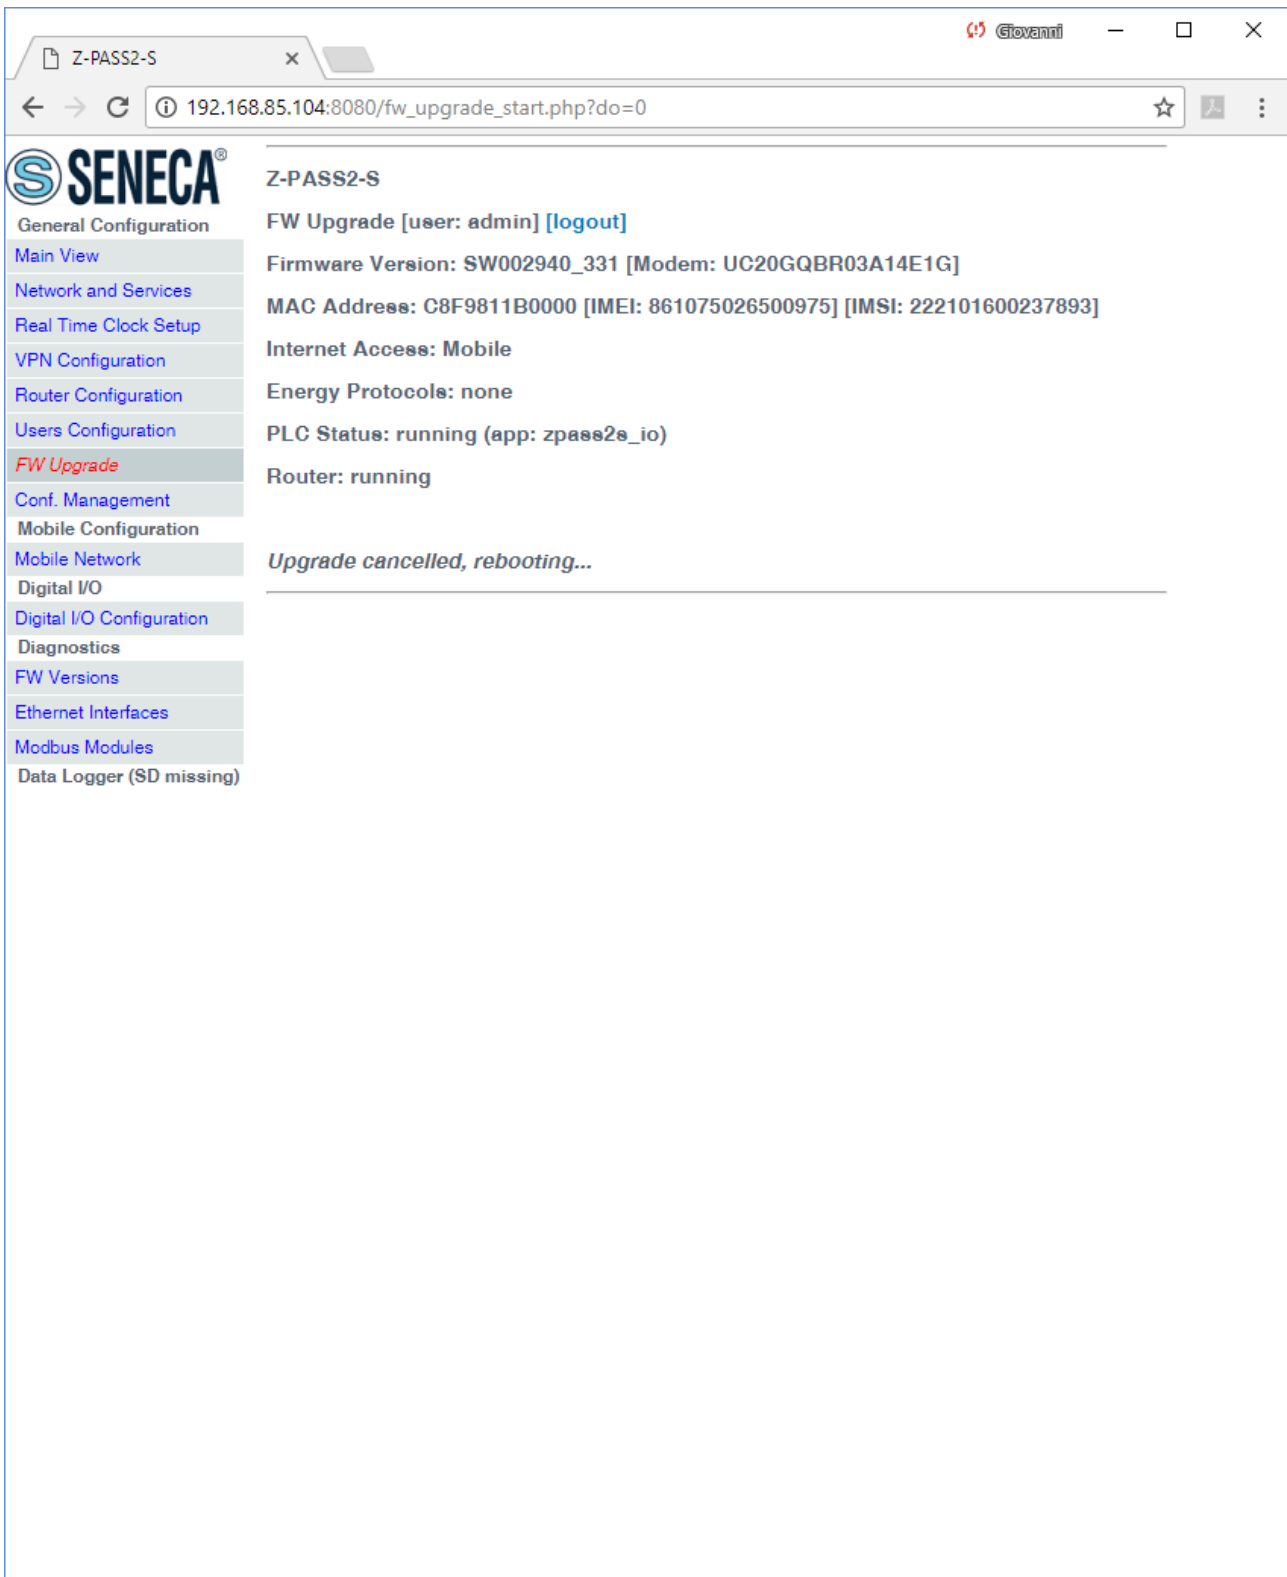 Giovanni
Z-PASS2-S
192.168.85.104:8080/fw_upgrade_start.php?do=0
SENECA®
General Configuration
Main View
Network and Services
Real Time Clock Setup
VPN Configuration
Router Configuration
Users Configuration
FW Upgrade
Conf. Management
Mobile Configuration
Mobile Network
Digital I/O
Digital I/O Configuration
Diagnostics
FW Versions
Ethernet Interfaces
Modbus Modules
Data Logger (SD missing)
Z-PASS2-S
FW Upgrade [user: admin] [logout]
Firmware Version: SW002940_331 [Modem: UC20GQBR03A14E1G]
MAC Address: C8F9811B0000 [IMEI: 861075026500975] [IMSI: 222101600237893]
Internet Access: Mobile
Energy Protocols: none
PLC Status: running (app: zpass2s_io)
Router: running
Upgrade cancelled, rebooting...